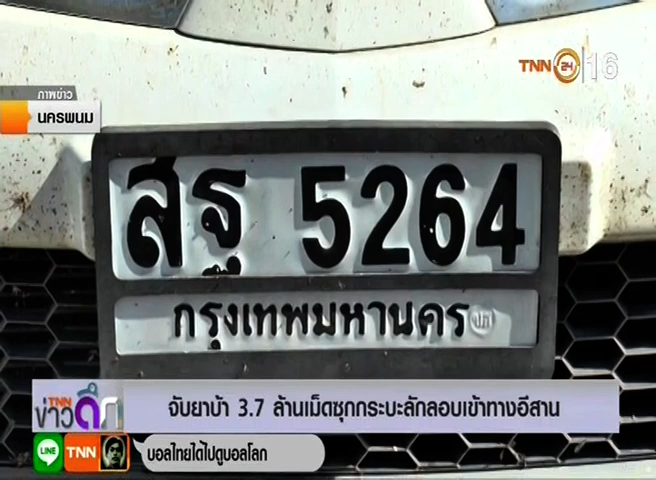 TNN 24 16
ภาพข่าว
นครพนม
สฐ 5264
กรุงเทพมหานคร
TNN
ข่าวดึก
จับยาบ้า 3.7 ล้านเม็ดซุกกระบะลักลอบเข้าทางอีสาน
LINE TNN บอลไทยได้ไปดูบอลโลก